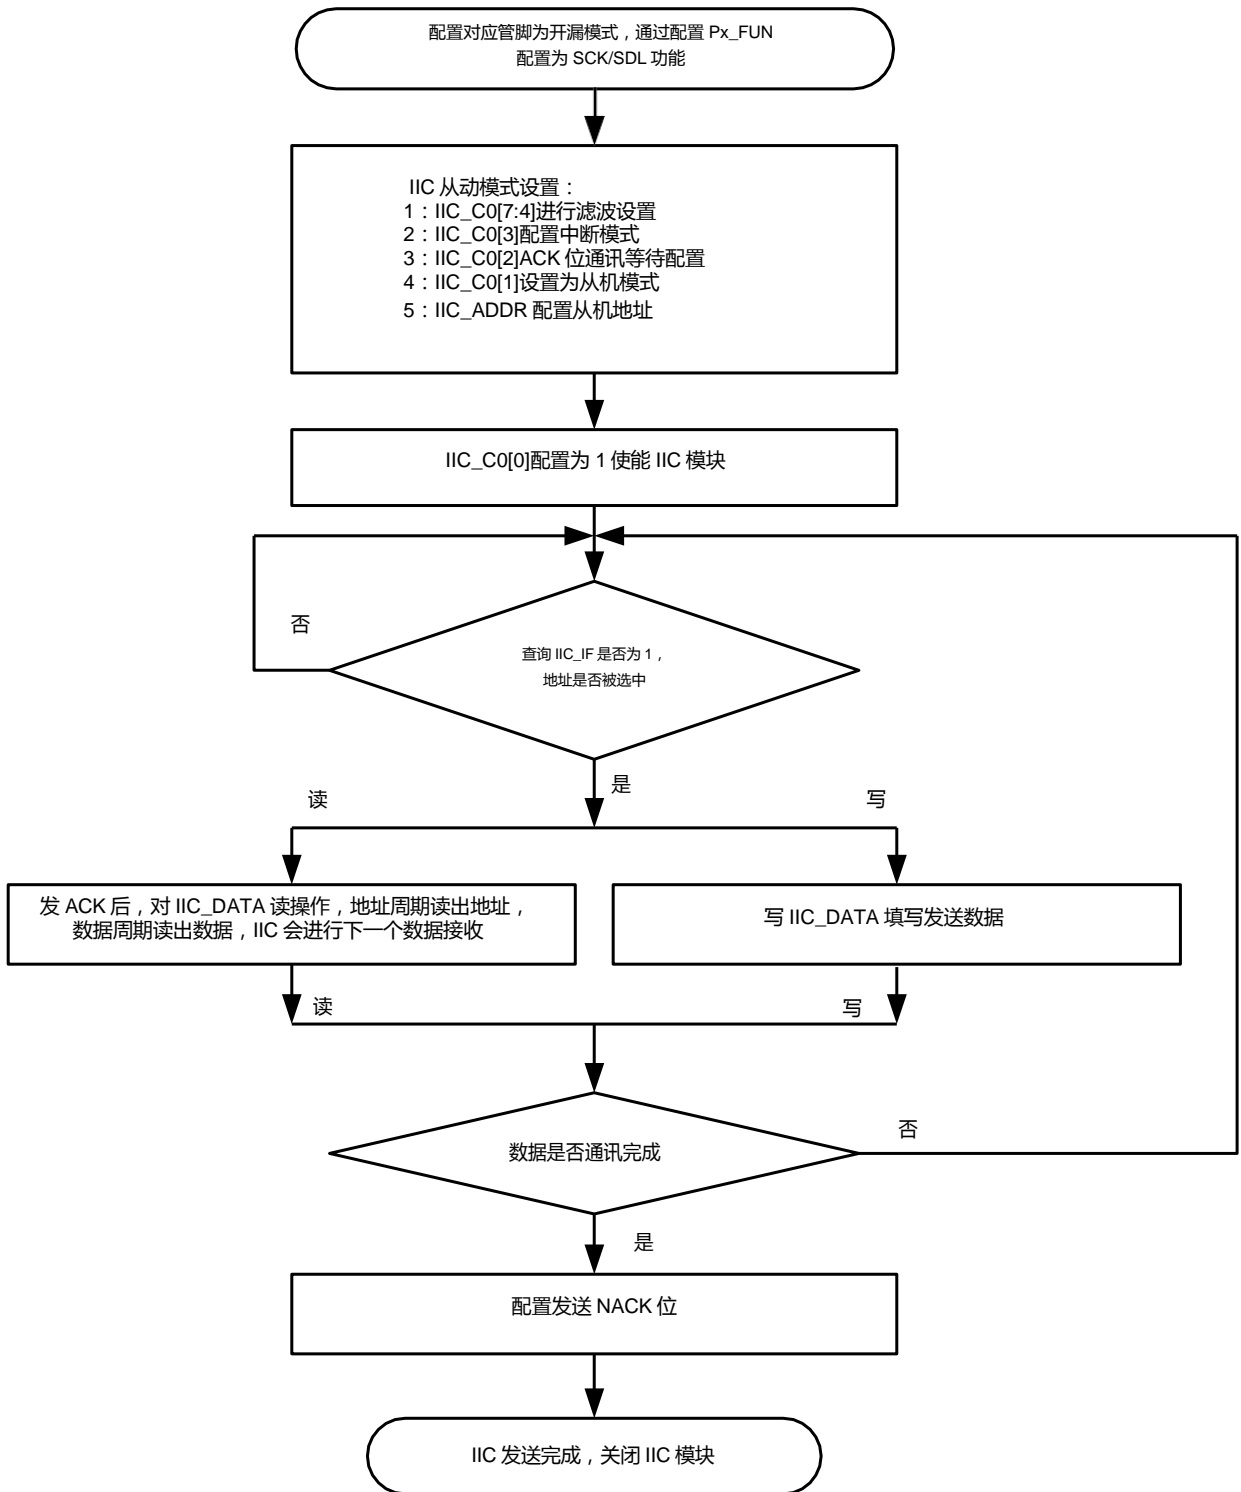 配置对应管脚为开漏模式，通过配置 Px_FUN
配置为 SCK/SDL 功能
IIC 从动模式设置：
1：IIC_C0[7:4]进行滤波设置
2：IIC_C0[3]配置中断模式
3：IIC_C0[2]ACK 位通讯等待配置
4：IIC_C0[1]设置为从机模式
5：IIC_ADDR 配置从机地址
IIC_C0[0]配置为 1 使能 IIC 模块
否
查询 IIC_IF 是否为 1，
地址是否被选中
是
读
写
发 ACK 后，对 IIC_DATA 读操作，地址周期读出地址，
数据周期读出数据，IIC 会进行下一个数据接收
写 IIC_DATA 填写发送数据
读
写
数据是否通讯完成
否
是
配置发送 NACK 位
IIC 发送完成，关闭 IIC 模块